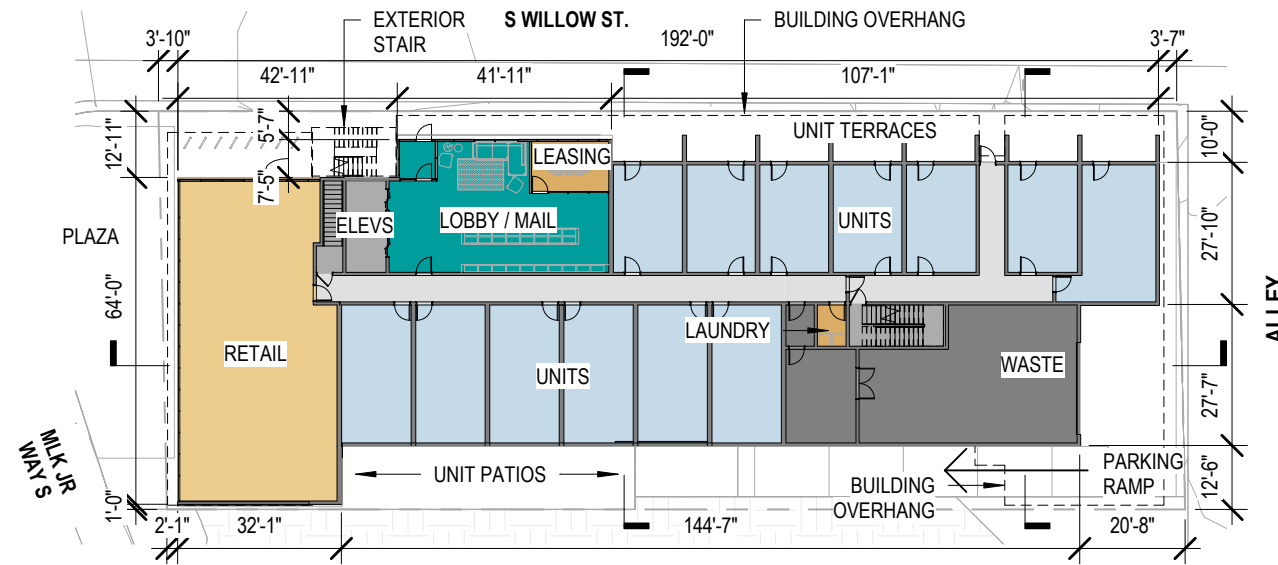 EXTERIOR
STAIR
S WILLOW ST.
BUILDING OVERHANG
3'-10"
192'-0"
3'-7"
42'-11"
41'-11"
107'-1"
12'-11"
5'-7"
7'-5"
UNIT TERRACES
10'-0"
LEASING
ELEVS
LOBBY / MAIL
UNITS
27'-10"
PLAZA
64'-0"
ALLEY
RETAIL
LAUNDRY
UNITS
WASTE
27'-7"
MLK JR
WAY S
UNIT PATIOS
PARKING
RAMP
BUILDING
OVERHANG
12'-6"
1'-0"
2'-1"
32'-1"
144'-7"
20'-8"